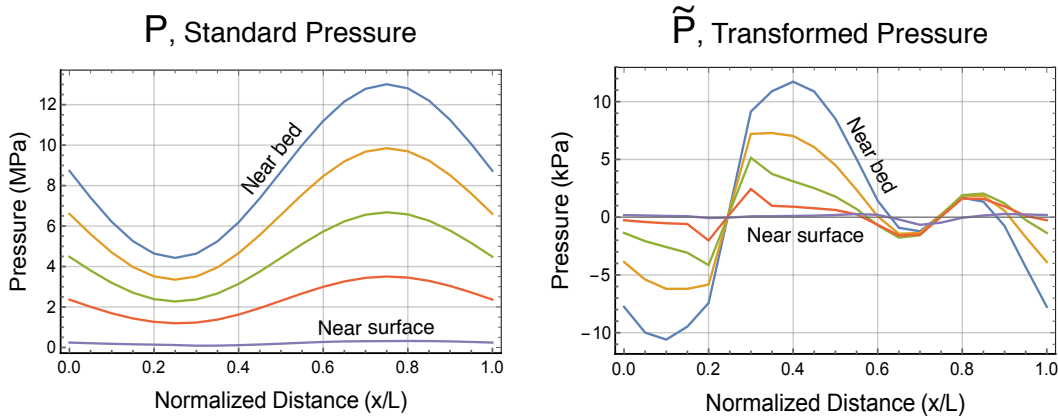 P, Standard Pressure
Pressure (MPa)
12
10
8
6
4
2
0
Near bed
Near surface
0.0 0.2 0.4 0.6 0.8 1.0
Normalized Distance (x/L)
P̃, Transformed Pressure
Pressure (kPa)
10
5
0
−5
−10
Near bed
Near surface
0.0 0.2 0.4 0.6 0.8 1.0
Normalized Distance (x/L)